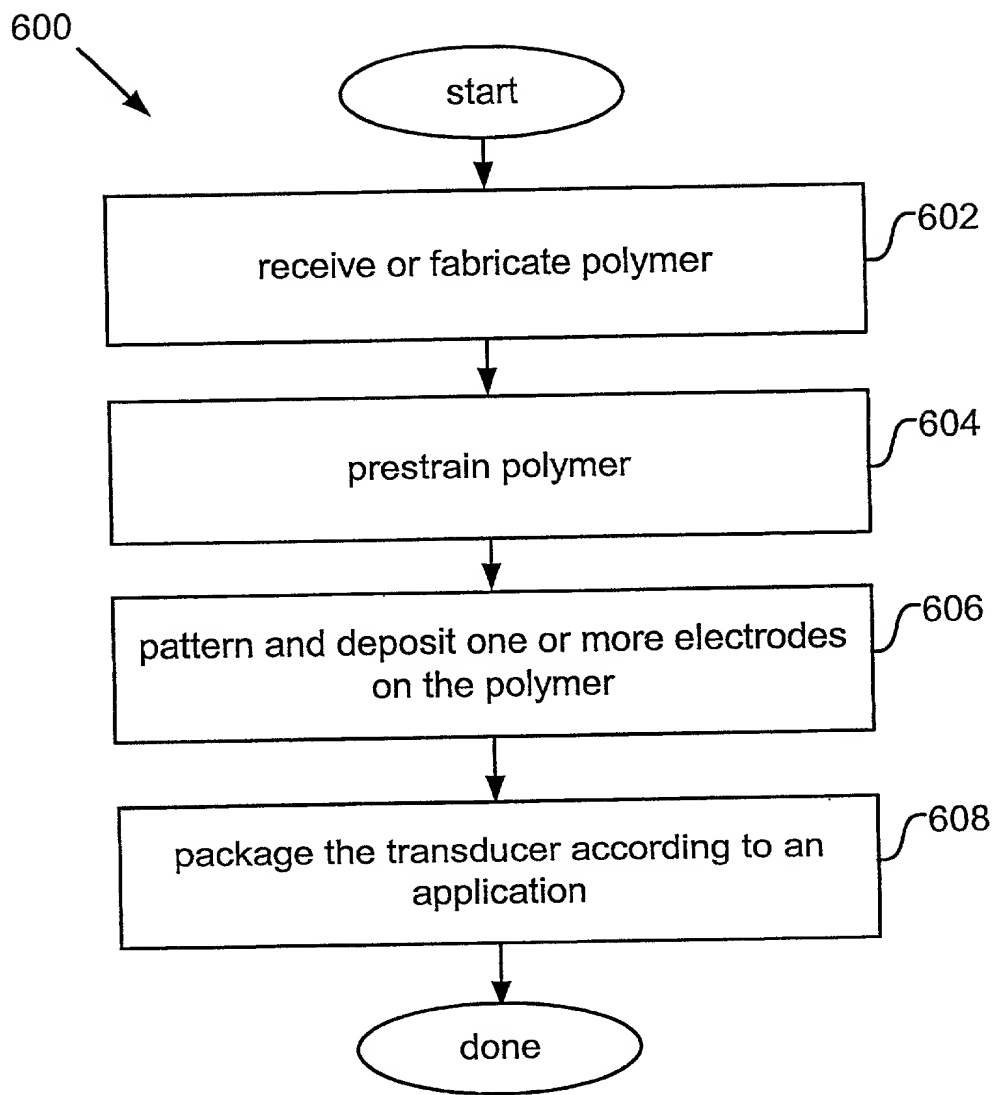 600
start
602
receive or fabricate polymer
604
prestrain polymer
606
pattern and deposit one or more electrodes
on the polymer
608
package the transducer according to an
application
done